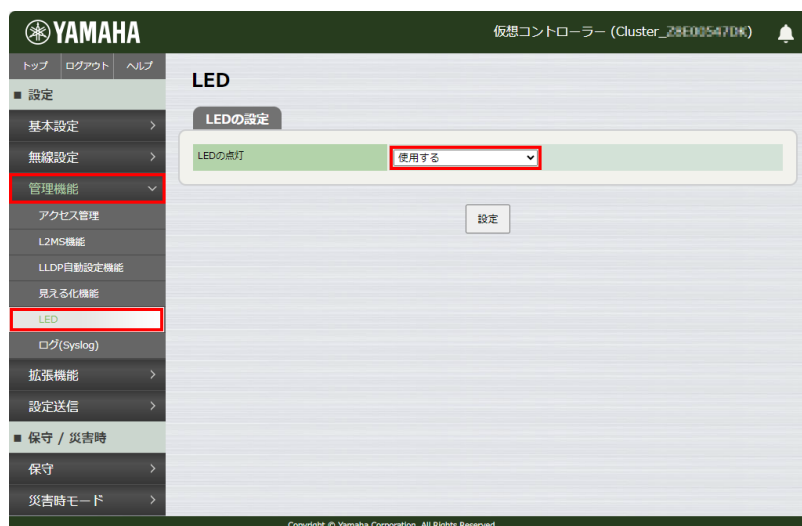 YAMAHA
仮想コントローラー (Cluster_
トップ ログアウト ヘルプ
■ 設定
基本設定
無線設定
管理機能
アクセス管理
L2MS機能
LLDP自動設定機能
見える化機能
LED
ログ(Syslog)
拡張機能
設定送信
■ 保守 / 災害時
保守
災害時モード
LED
LEDの設定
LEDの点灯
使用する
設定
Copyright © Yamaha Corporation. All Rights Reserved.